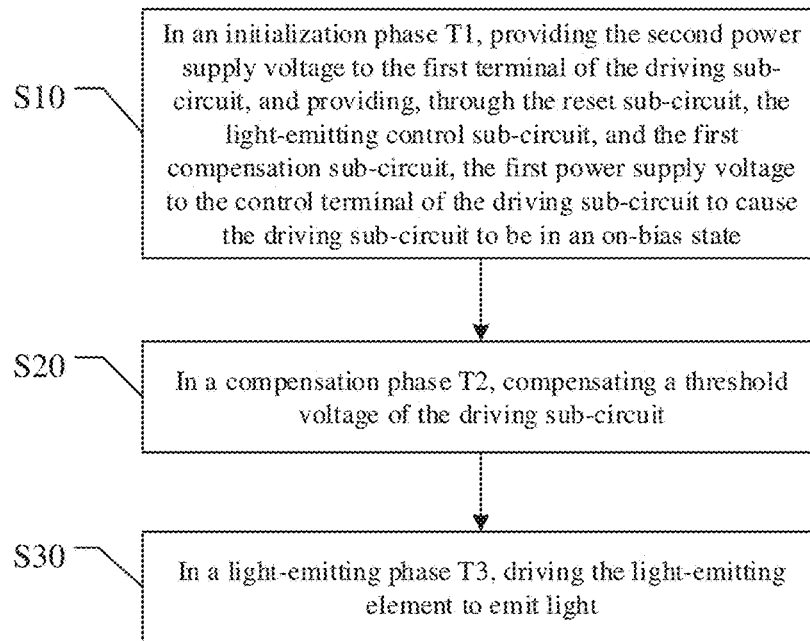 S10
In an initialization phase T1, providing the second power
supply voltage to the first terminal of the driving sub-
circuit, and providing, through the reset sub-circuit, the
light-emitting control sub-circuit, and the first
compensation sub-circuit, the first power supply voltage
to the control terminal of the driving sub-circuit to cause
the driving sub-circuit to be in an on-bias state
S20
In a compensation phase T2, compensating a threshold
voltage of the driving sub-circuit
S30
In a light-emitting phase T3, driving the light-emitting
element to emit light